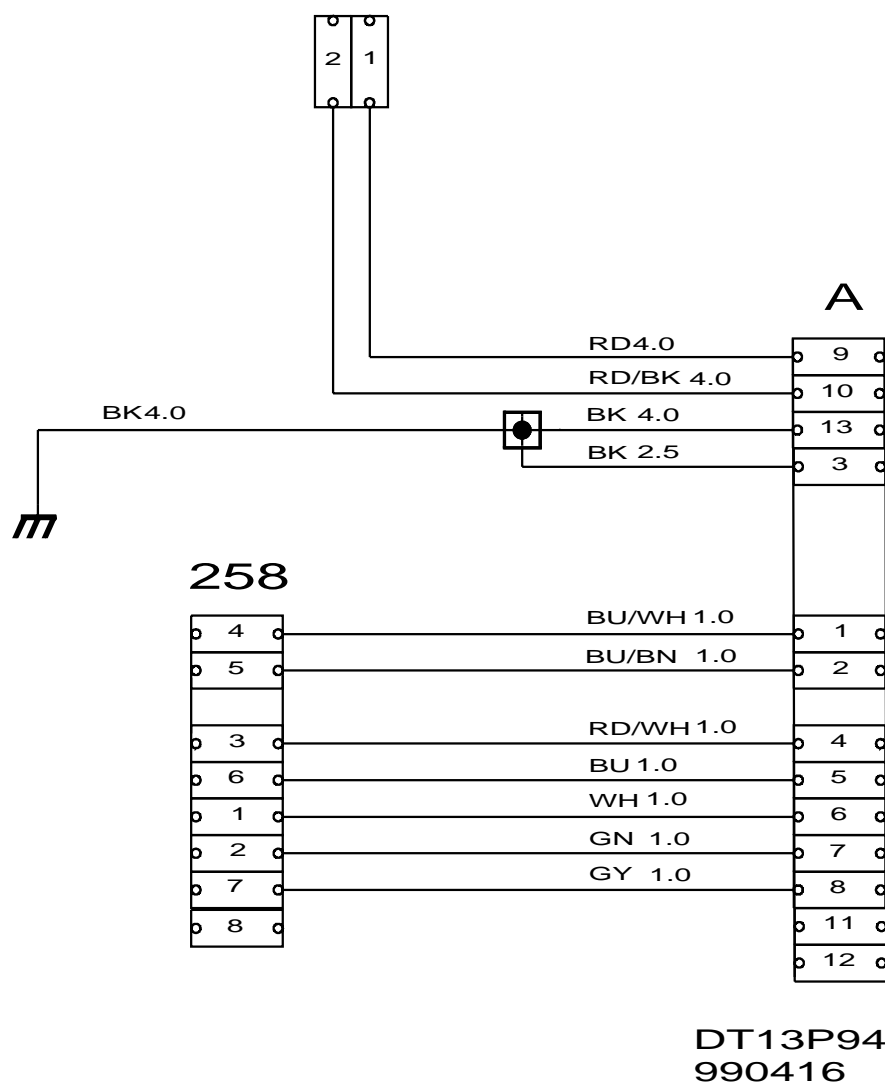 2 1
A
RD4.0 9
RD/BK 4.0 10
BK4.0 BK 4.0 13
BK 2.5 3
258
4 BU/WH 1.0 1
5 BU/BN 1.0 2
3 RD/WH 1.0 4
6 BU 1.0 5
1 WH 1.0 6
2 GN 1.0 7
7 GY 1.0 8
8 11
12
DT13P94
990416